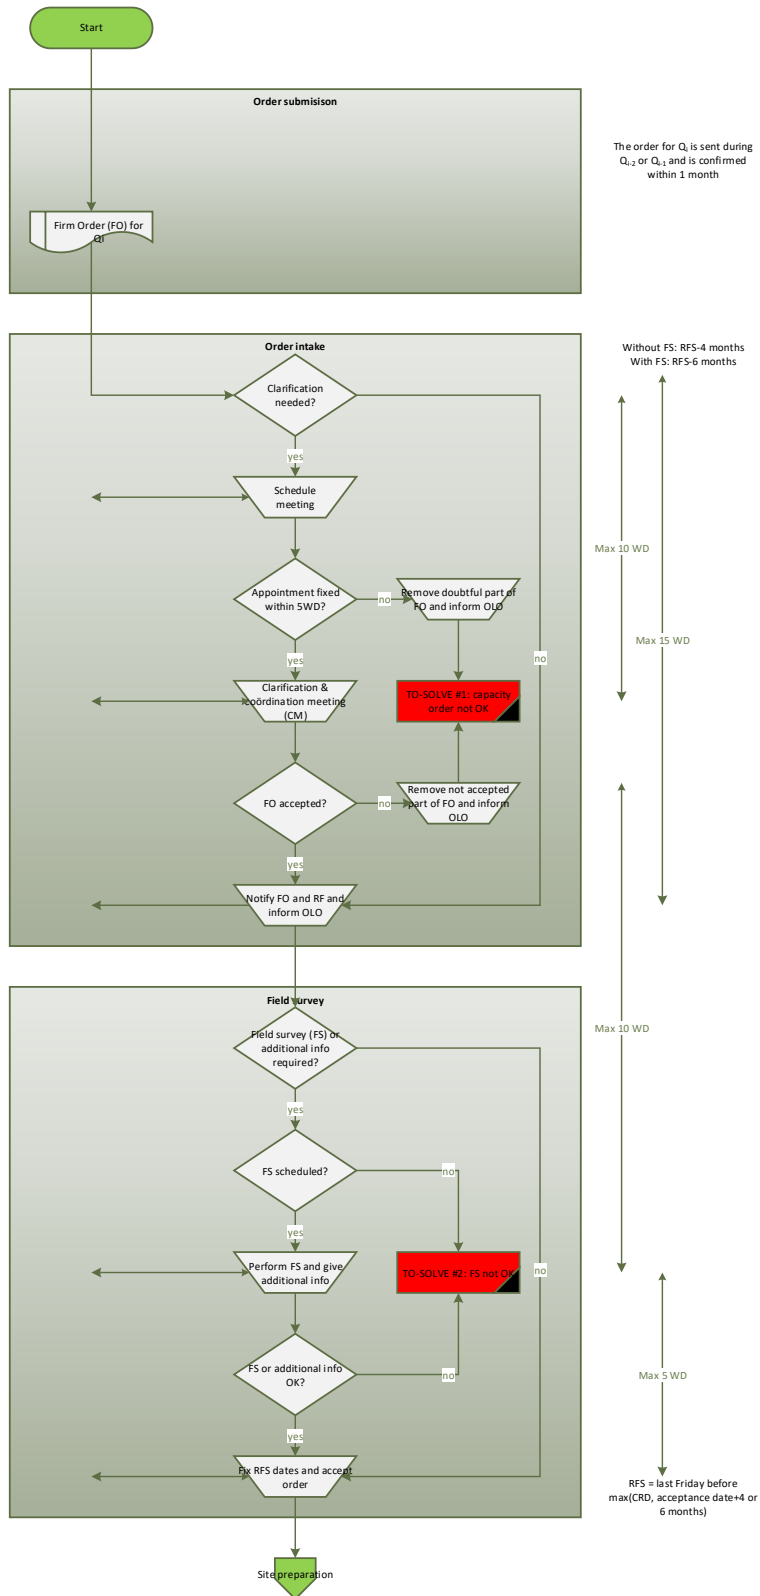 Start
Order submisison
The order for Qi is sent during
Qi-2 or Qi-1 and is confirmed
within 1 month
Firm Order (FO) for
Qi
Order intake
Without FS: RFS-4 months
With FS: RFS-6 months
Clarification
needed?
yes
Schedule
meeting
Max 10 WD
Appointment fixed
within 5WD?
no
Remove doubtful part of
FO and inform OLO
Max 15 WD
yes
no
Clarification &
coördination meeting
(CM)
TO-SOLVE #1: capacity
order not OK
FO accepted?
no
Remove not accepted
part of FO and inform
OLO
yes
Notify FO and RF and
inform OLO
Field survey
Field survey (FS) or
additional info
required?
Max 10 WD
yes
FS scheduled?
no
yes
Perform FS and give
additional info
TO-SOLVE #2: FS not OK
no
FS or additional info
OK?
no
Max 5 WD
yes
Fix RFS dates and accept
order
RFS = last Friday before
max(CRD, acceptance date+4 or
6 months)
Site preparation